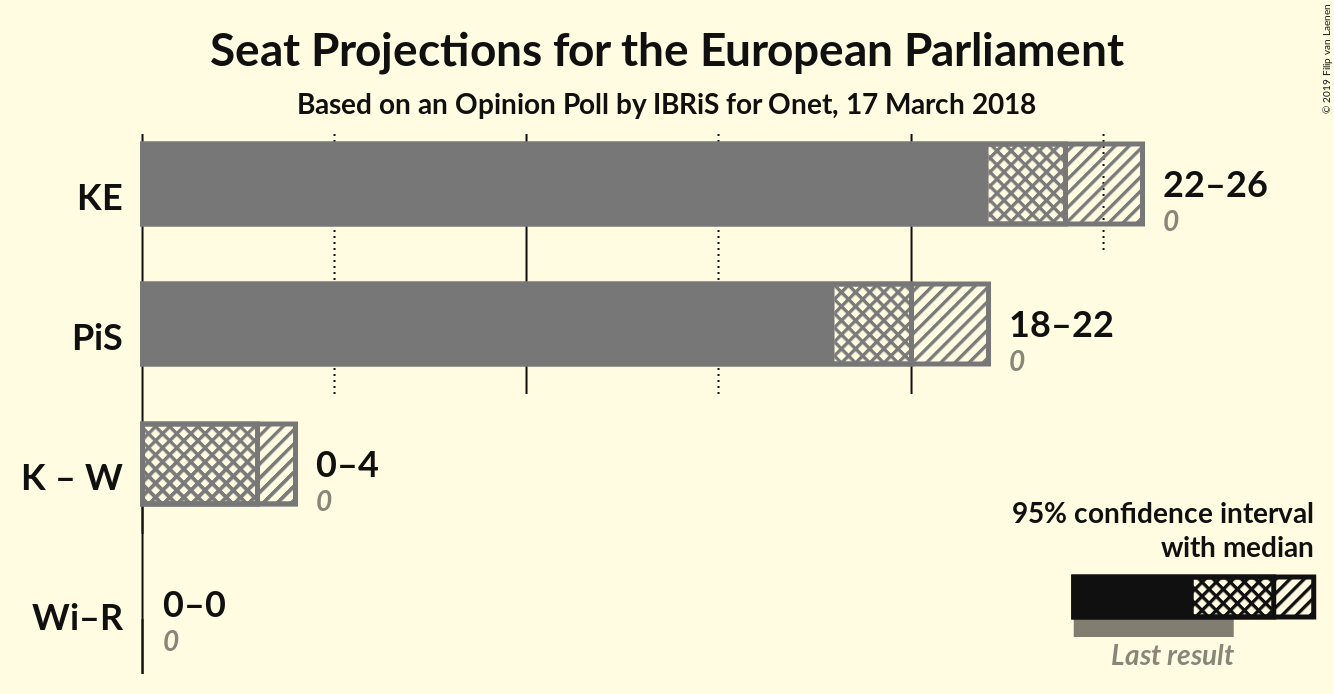 Seat Projections for the European Parliament
Based on an Opinion Poll by IBRiS for Onet, 17 March 2018
© 2019 Filip van Laenen
KE
22–26
0
PiS
18–22
0
K – W
0–4
0
Wi–R
0–0
0
95% confidence interval
with median
Last result